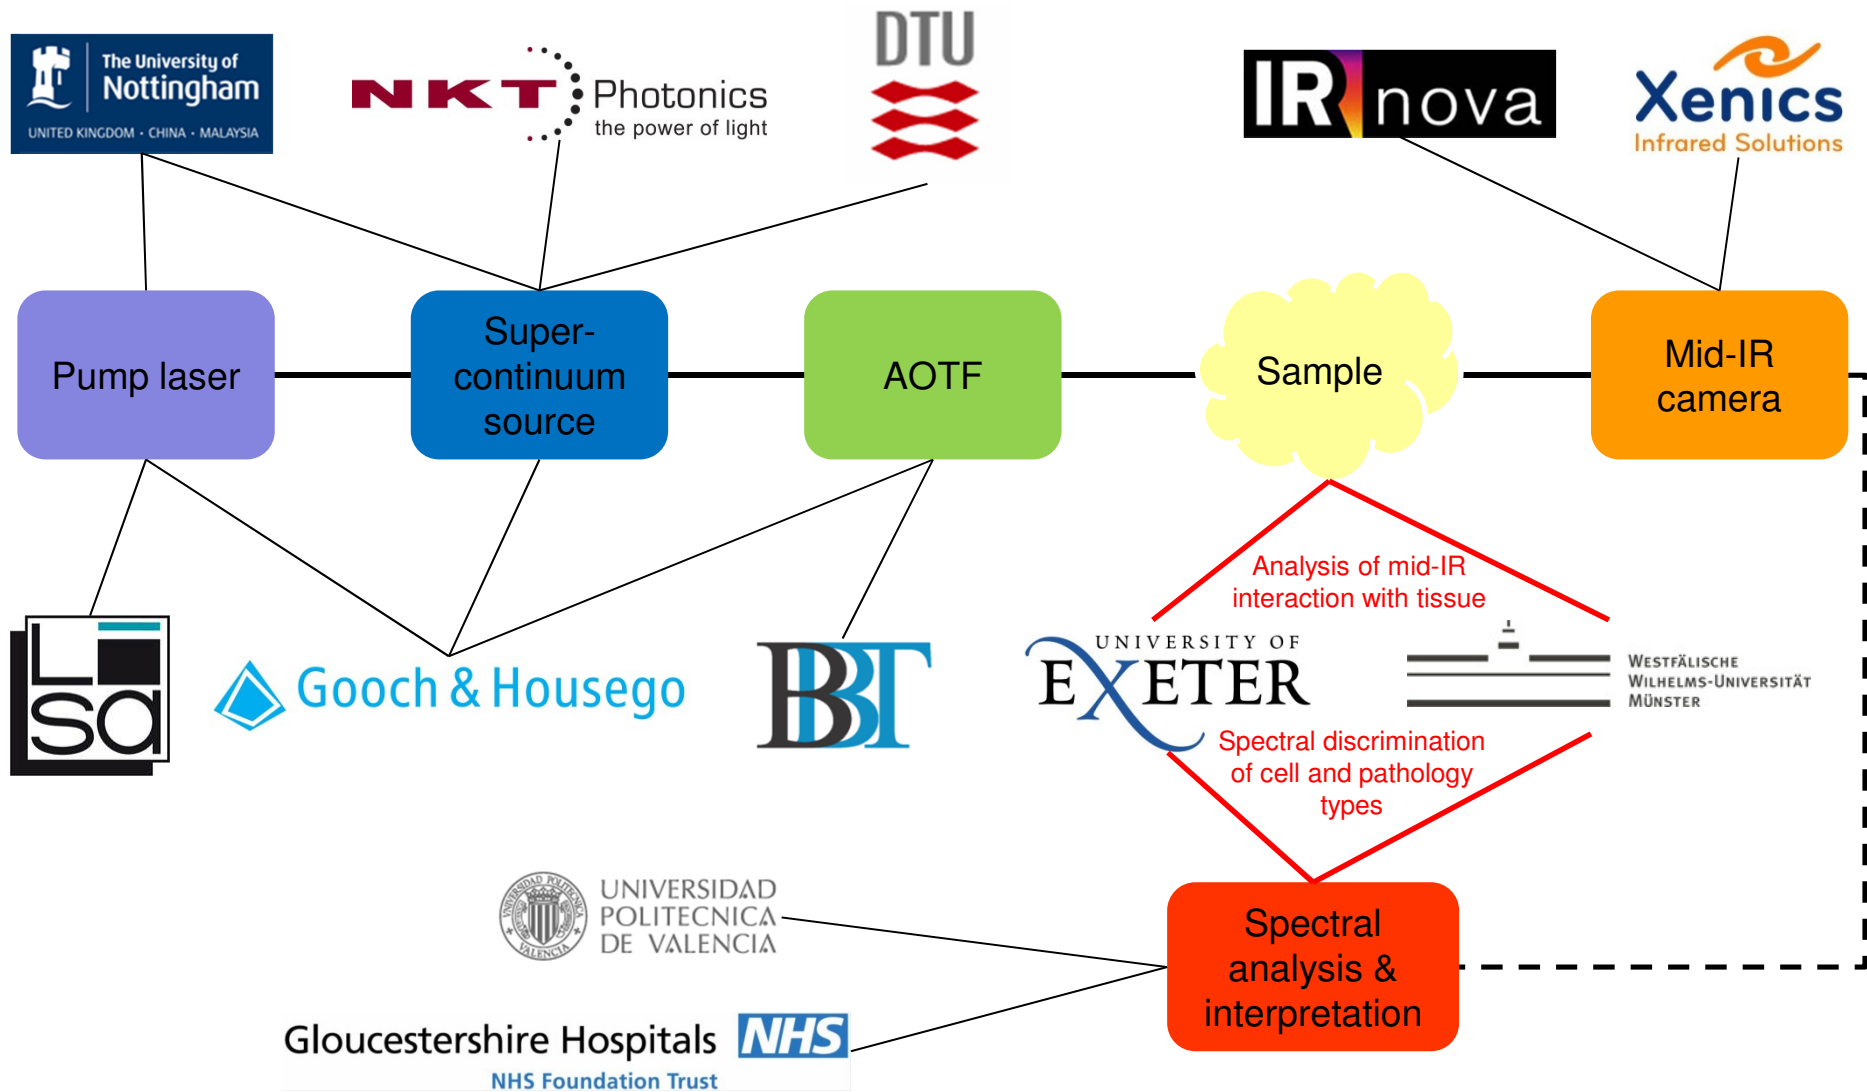 The University of
Nottingham
UNITED KINGDOM · CHINA · MALAYSIA
NKT Photonics
the power of light
DTU
IR nova
Xenics
Infrared Solutions
Pump laser
Super-
continuum
source
AOTF
Sample
Mid-IR
camera
Analysis of mid-IR
interaction with tissue
Lisa
Gooch & Housego
BBT
UNIVERSITY OF
EXETER
WESTFÄLISCHE
WILHELMS-UNIVERSITÄT
MÜNSTER
Spectral discrimination
of cell and pathology
types
UNIVERSIDAD
POLITECNICA
DE VALENCIA
Spectral
analysis &
interpretation
Gloucestershire Hospitals NHS
NHS Foundation Trust